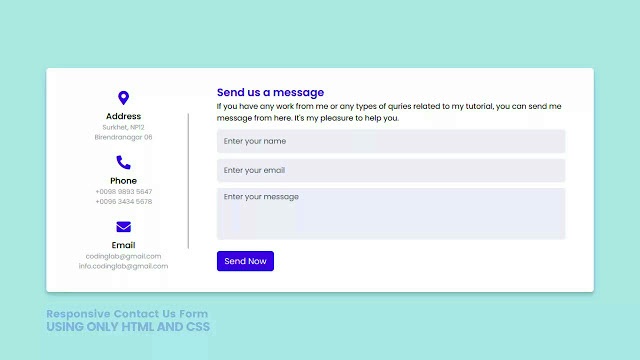 Address
Surkhet, NP12
Birendranagar 06
Phone
+0098 9893 5647
+0096 3434 5678
Email
codinglab@gmail.com
info.codinglab@gmail.com
Send us a message
If you have any work from me or any types of quries related to my tutorial, you can send me
message from here. It's my pleasure to help you.
Enter your name
Enter your email
Enter your message
Send Now
Responsive Contact Us Form
USING ONLY HTML AND CSS